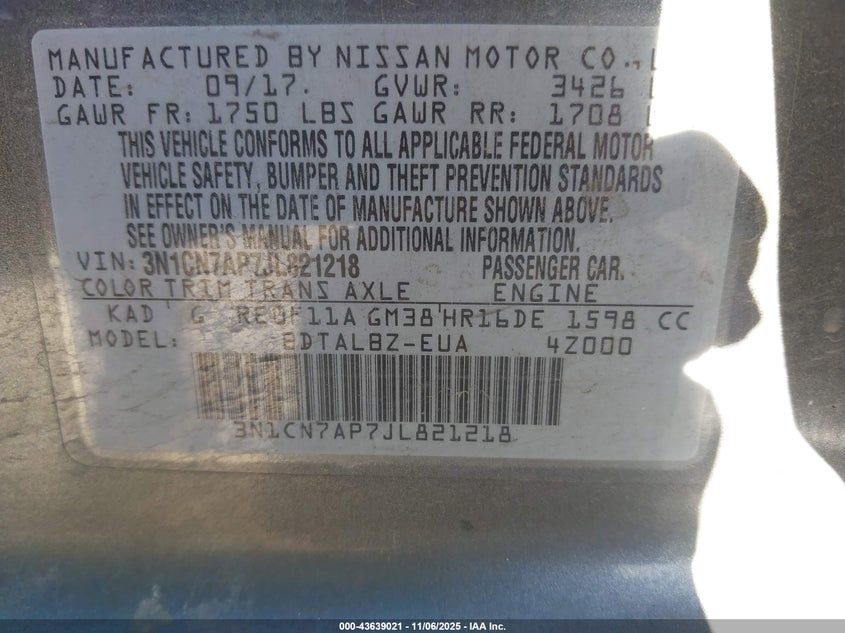 MANUFACTURED BY NISSAN MOTOR CO.,
DATE: 09/17. GVWR: 3426
GAWR FR: 1750 LBS GAWR RR: 1708
THIS VEHICLE CONFORMS TO ALL APPLICABLE FEDERAL MOTOR
VEHICLE SAFETY, BUMPER AND THEFT PREVENTION STANDARDS
IN EFFECT ON THE DATE OF MANUFACTURE SHOWN ABOVE.
SEE OWNER'S MANUAL FOR ADDITIONAL INFORMATION.
VIN: 3N1CN7AP7JL821218 PASSENGER CAR.
COLOR TRIM TRANS AXLE ENGINE
KAD G RE0F11A GM38 HR16DE 1598 CC
MODEL: BDTALBZ-EUA 4Z000
3N1CN7AP7JL821218
000-43639021 - 11/06/2025 - IAA Inc.